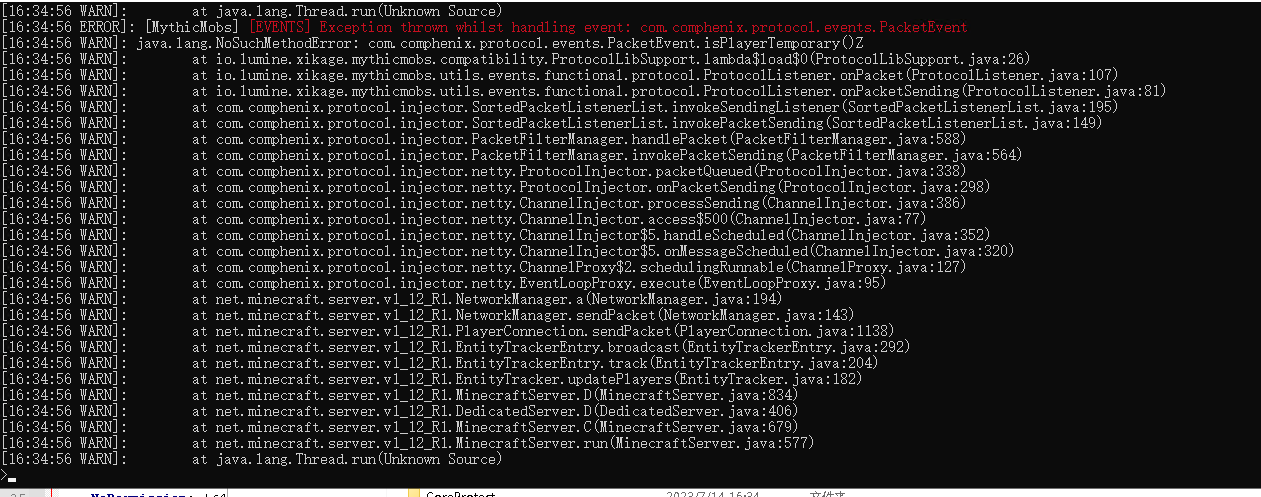 [16:34:56 WARN]: at java.lang.Thread.run(Unknown Source)
[16:34:56 ERROR]: [MythicMobs] [EVENTS] Exception thrown whilst handling event: com.comphenix.protocol.events.PacketEvent
[16:34:56 WARN]: java.lang.NoSuchMethodError: com.comphenix.protocol.events.PacketEvent.isPlayerTemporary()Z
[16:34:56 WARN]: at io.lumine.xikage.mythicmobs.compatibility.ProtocolLibSupport.lambda$load$0(ProtocolLibSupport.java:26)
[16:34:56 WARN]: at io.lumine.xikage.mythicmobs.utils.events.functional.protocol.ProtocolListener.onPacket(ProtocolListener.java:107)
[16:34:56 WARN]: at io.lumine.xikage.mythicmobs.utils.events.functional.protocol.ProtocolListener.onPacketSending(ProtocolListener.java:81)
[16:34:56 WARN]: at com.comphenix.protocol.injector.SortedPacketListenerList.invokeSendingListener(SortedPacketListenerList.java:195)
[16:34:56 WARN]: at com.comphenix.protocol.injector.SortedPacketListenerList.invokePacketSending(SortedPacketListenerList.java:149)
[16:34:56 WARN]: at com.comphenix.protocol.injector.PacketFilterManager.handlePacket(PacketFilterManager.java:588)
[16:34:56 WARN]: at com.comphenix.protocol.injector.PacketFilterManager.invokePacketSending(PacketFilterManager.java:564)
[16:34:56 WARN]: at com.comphenix.protocol.injector.netty.ProtocolInjector.packetQueued(ProtocolInjector.java:338)
[16:34:56 WARN]: at com.comphenix.protocol.injector.netty.ProtocolInjector.onPacketSending(ProtocolInjector.java:298)
[16:34:56 WARN]: at com.comphenix.protocol.injector.netty.ChannelInjector.processSending(ChannelInjector.java:386)
[16:34:56 WARN]: at com.comphenix.protocol.injector.netty.ChannelInjector.access$500(ChannelInjector.java:77)
[16:34:56 WARN]: at com.comphenix.protocol.injector.netty.ChannelInjector$5.handleScheduled(ChannelInjector.java:352)
[16:34:56 WARN]: at com.comphenix.protocol.injector.netty.ChannelInjector$5.onMessageScheduled(ChannelInjector.java:320)
[16:34:56 WARN]: at com.comphenix.protocol.injector.netty.ChannelProxy$2.schedulingRunnable(ChannelProxy.java:127)
[16:34:56 WARN]: at com.comphenix.protocol.injector.netty.EventLoopProxy.execute(EventLoopProxy.java:95)
[16:34:56 WARN]: at net.minecraft.server.v1_12_R1.NetworkManager.a(NetworkManager.java:194)
[16:34:56 WARN]: at net.minecraft.server.v1_12_R1.NetworkManager.sendPacket(NetworkManager.java:143)
[16:34:56 WARN]: at net.minecraft.server.v1_12_R1.PlayerConnection.sendPacket(PlayerConnection.java:1138)
[16:34:56 WARN]: at net.minecraft.server.v1_12_R1.EntityTrackerEntry.broadcast(EntityTrackerEntry.java:292)
[16:34:56 WARN]: at net.minecraft.server.v1_12_R1.EntityTrackerEntry.track(EntityTrackerEntry.java:204)
[16:34:56 WARN]: at net.minecraft.server.v1_12_R1.EntityTracker.updatePlayers(EntityTracker.java:182)
[16:34:56 WARN]: at net.minecraft.server.v1_12_R1.MinecraftServer.D(MinecraftServer.java:834)
[16:34:56 WARN]: at net.minecraft.server.v1_12_R1.DedicatedServer.D(DedicatedServer.java:406)
[16:34:56 WARN]: at net.minecraft.server.v1_12_R1.MinecraftServer.C(MinecraftServer.java:679)
[16:34:56 WARN]: at net.minecraft.server.v1_12_R1.MinecraftServer.run(MinecraftServer.java:577)
[16:34:56 WARN]: at java.lang.Thread.run(Unknown Source)
>
CoreProtect 2023/7/14 16:34 文件夹